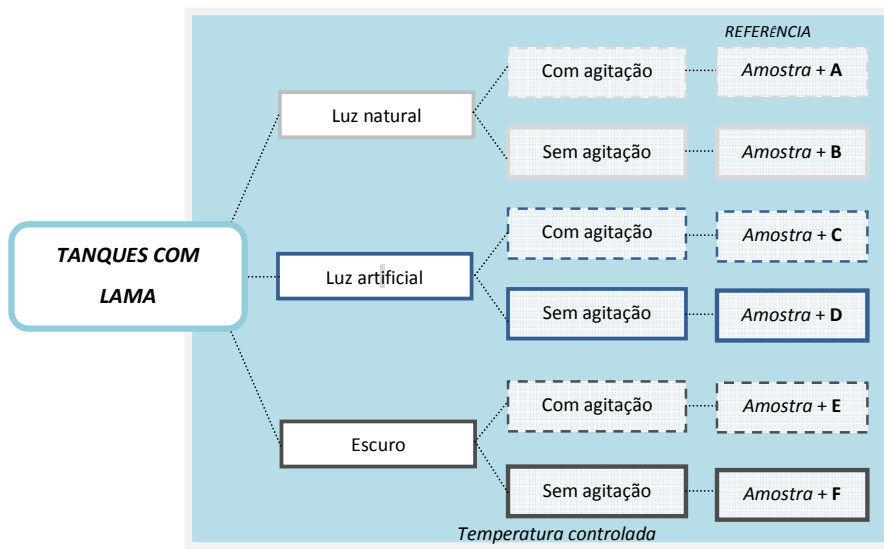 REFERÊNCIA
Com agitação
Amostra + A
Luz natural
Sem agitação
Amostra + B
TANQUES COM
LAMA
Com agitação
Amostra + C
Luz artificial
Sem agitação
Amostra + D
Com agitação
Amostra + E
Escuro
Sem agitação
Amostra + F
Temperatura controlada